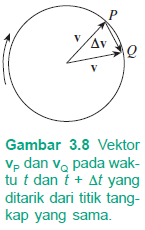 P
v
Δv
Q
v
Gambar 3.8 Vektor
vP dan vQ pada wak-
tu t dan t + Δt yang
ditarik dari titik tang-
kap yang sama.